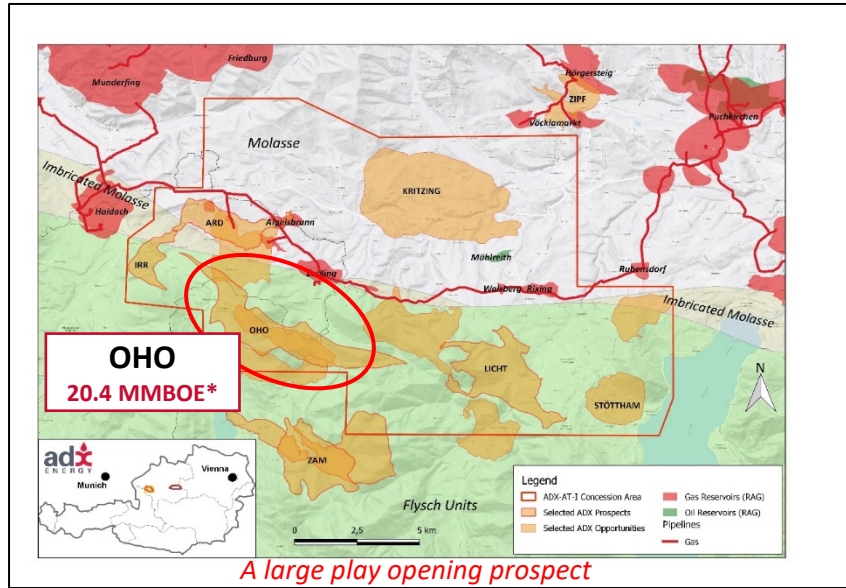 Friedburg
Munderfing
Hörgersteig
ZIPF
Vöcklamarkt
Puchkirchen
Molasse
KRITZING
Imbricated Molasse
Haidach
ARD
Aigelsbrunn
IRR
Mühlreith
Rubensdorf
Walsberg Rixing
Imbricated Molasse
OHO
OHO
20.4 MMBOE*
LICHT
STÖTTHAM
N
ZAM
adx
ENERGY
Munich
Vienna
Flysch Units
0 2,5 5 km
Legend
ADX-AT-I Concession Area
Selected ADX Prospects
Selected ADX Opportunities
Gas Reservoirs (RAG)
Oil Reservoirs (RAG)
Pipelines
Gas
A large play opening prospect